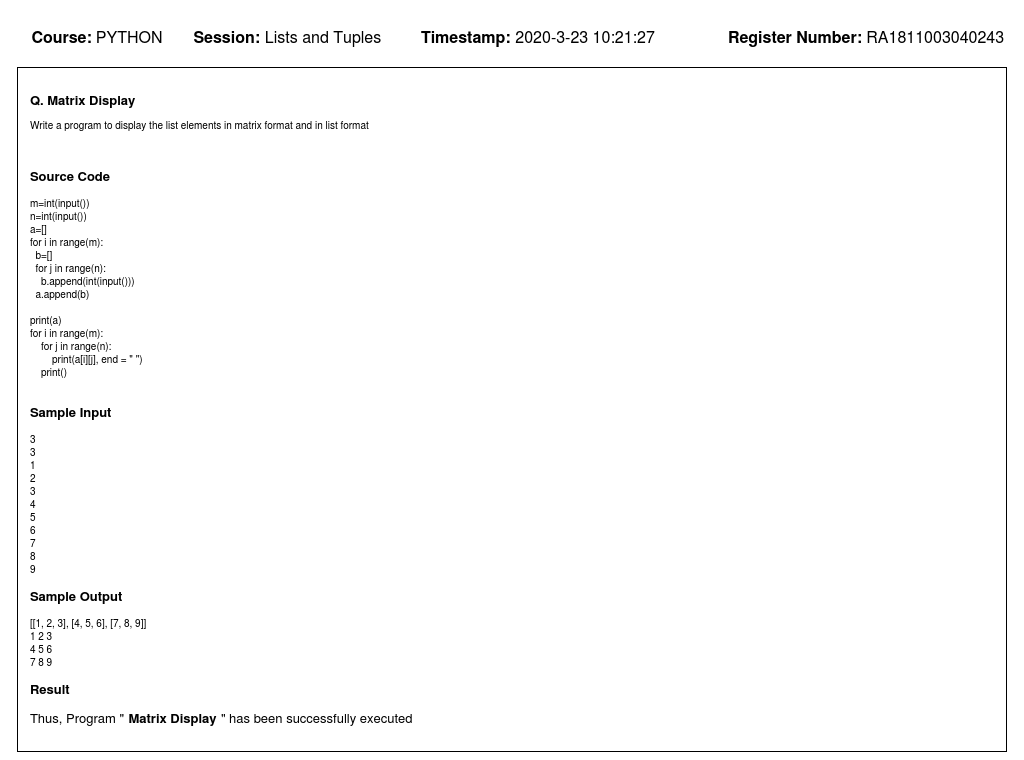 Course: PYTHON Session: Lists and Tuples Timestamp: 2020-3-23 10:21:27 Register Number: RA1811003040243
Q. Matrix Display
Write a program to display the list elements in matrix format and in list format
Source Code
m=int(input())
n=int(input())
a=[]
for i in range(m):
  b=[]
  for j in range(n):
    b.append(int(input()))
  a.append(b)

print(a)
for i in range(m):
    for j in range(n):
        print(a[i][j], end = " ")
    print()
Sample Input
3
3
1
2
3
4
5
6
7
8
9
Sample Output
[[1, 2, 3], [4, 5, 6], [7, 8, 9]]
1 2 3
4 5 6
7 8 9
Result
Thus, Program " Matrix Display " has been successfully executed